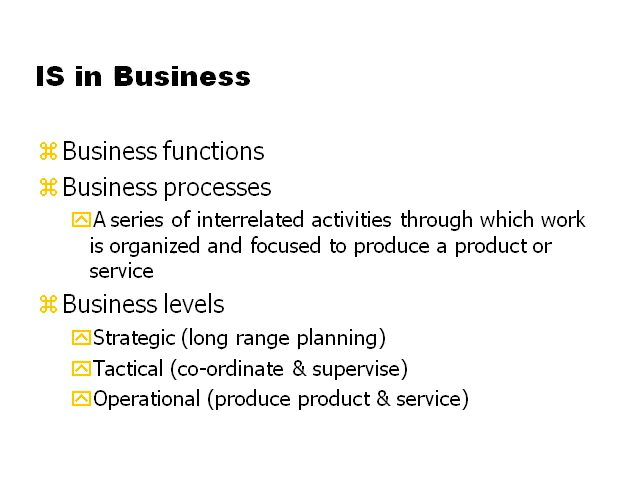 IS in Business
⌘Business functions
⌘Business processes
A series of interrelated activities through which work
is organized and focused to produce a product or
service
⌘Business levels
Strategic (long range planning)
Tactical (co-ordinate & supervise)
Operational (produce product & service)